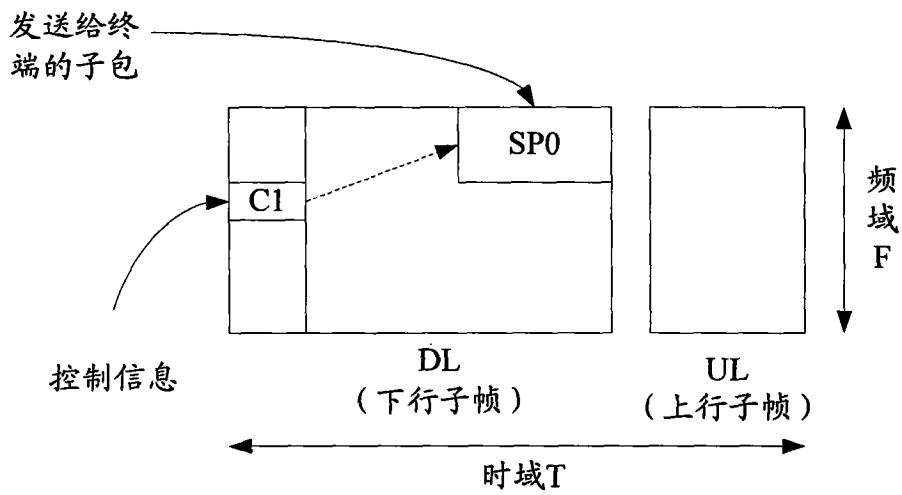 发送给终
端的子包
SP0
C1
频
域
F
控制信息
DL
(下行子帧)
UL
(上行子帧)
时域T